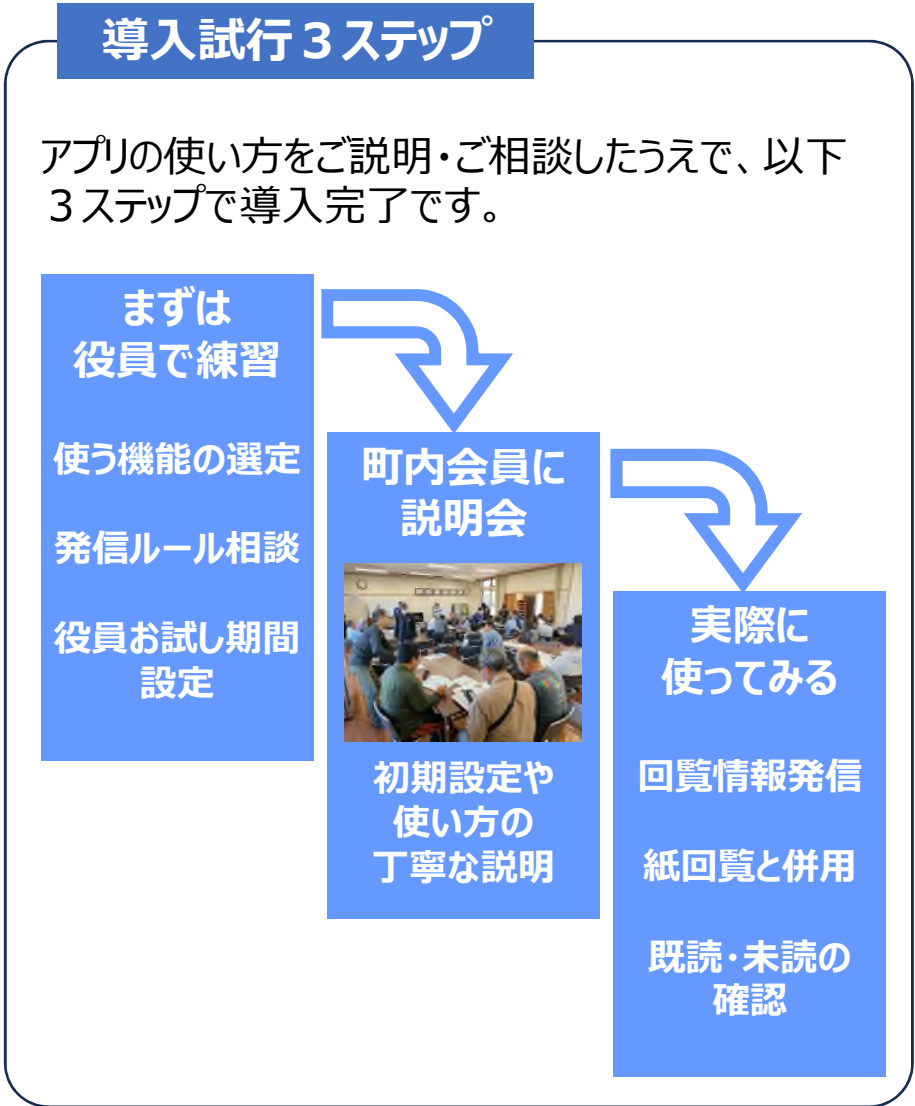 導入試行３ステップ
アプリの使い方をご説明・ご相談したうえで、以下
３ステップで導入完了です。
まずは
役員で練習
使う機能の選定
発信ルール相談
役員お試し期間
設定
町内会員に
説明会
初期設定や
使い方の
丁寧な説明
実際に
使ってみる
回覧情報発信
紙回覧と併用
既読・未読の
確認